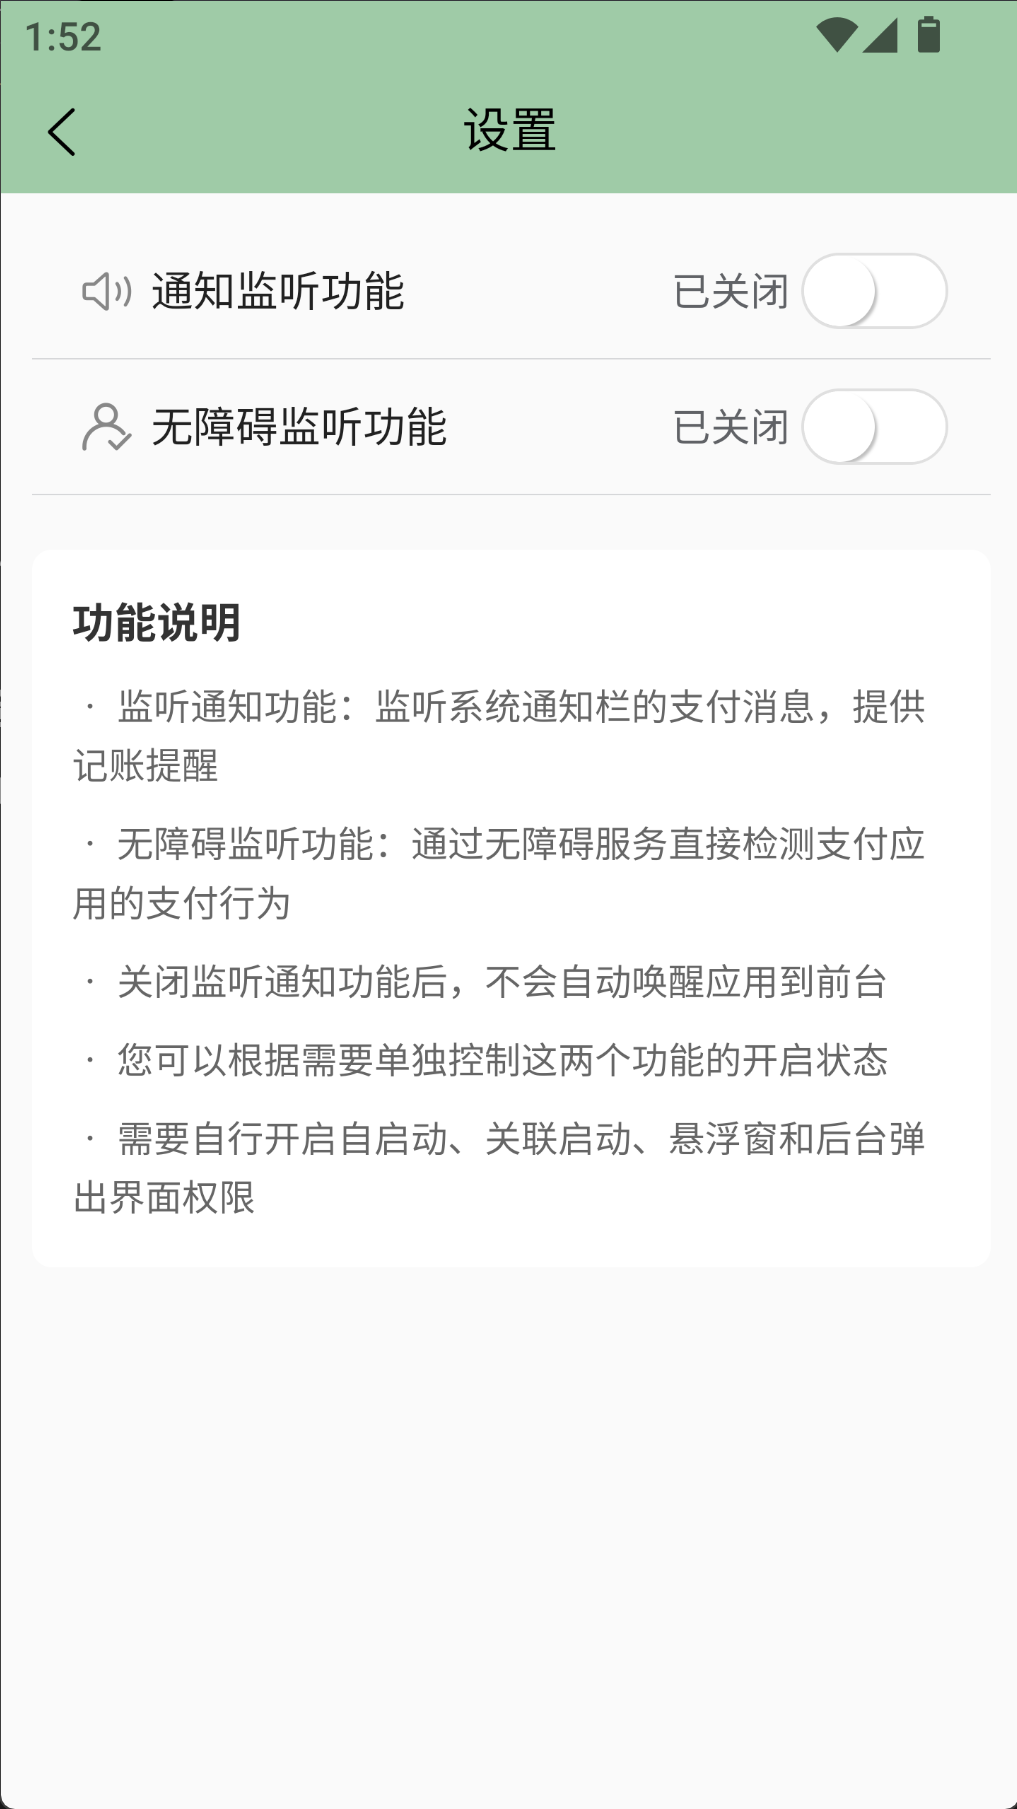 1:52
设置
通知监听功能 已关闭
无障碍监听功能 已关闭
功能说明
· 监听通知功能：监听系统通知栏的支付消息，提供
记账提醒
· 无障碍监听功能：通过无障碍服务直接检测支付应
用的支付行为
· 关闭监听通知功能后，不会自动唤醒应用到前台
· 您可以根据需要单独控制这两个功能的开启状态
· 需要自行开启自启动、关联启动、悬浮窗和后台弹
出界面权限